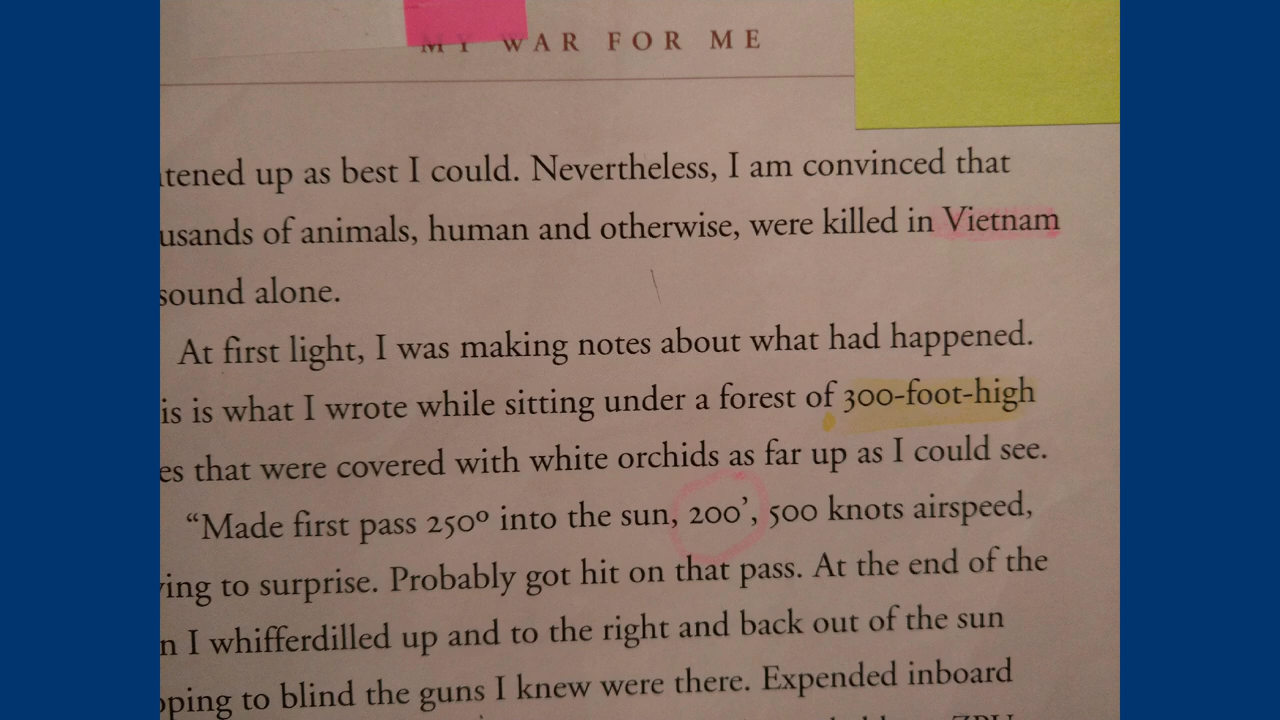 MY WAR FOR ME
tened up as best I could. Nevertheless, I am convinced that
usands of animals, human and otherwise, were killed in Vietnam
sound alone.
At first light, I was making notes about what had happened.
is is what I wrote while sitting under a forest of 300-foot-high
es that were covered with white orchids as far up as I could see.
“Made first pass 250º into the sun, 200’, 500 knots airspeed,
ing to surprise. Probably got hit on that pass. At the end of the
n I whifferdilled up and to the right and back out of the sun
ping to blind the guns I knew were there. Expended inboard
ZPU